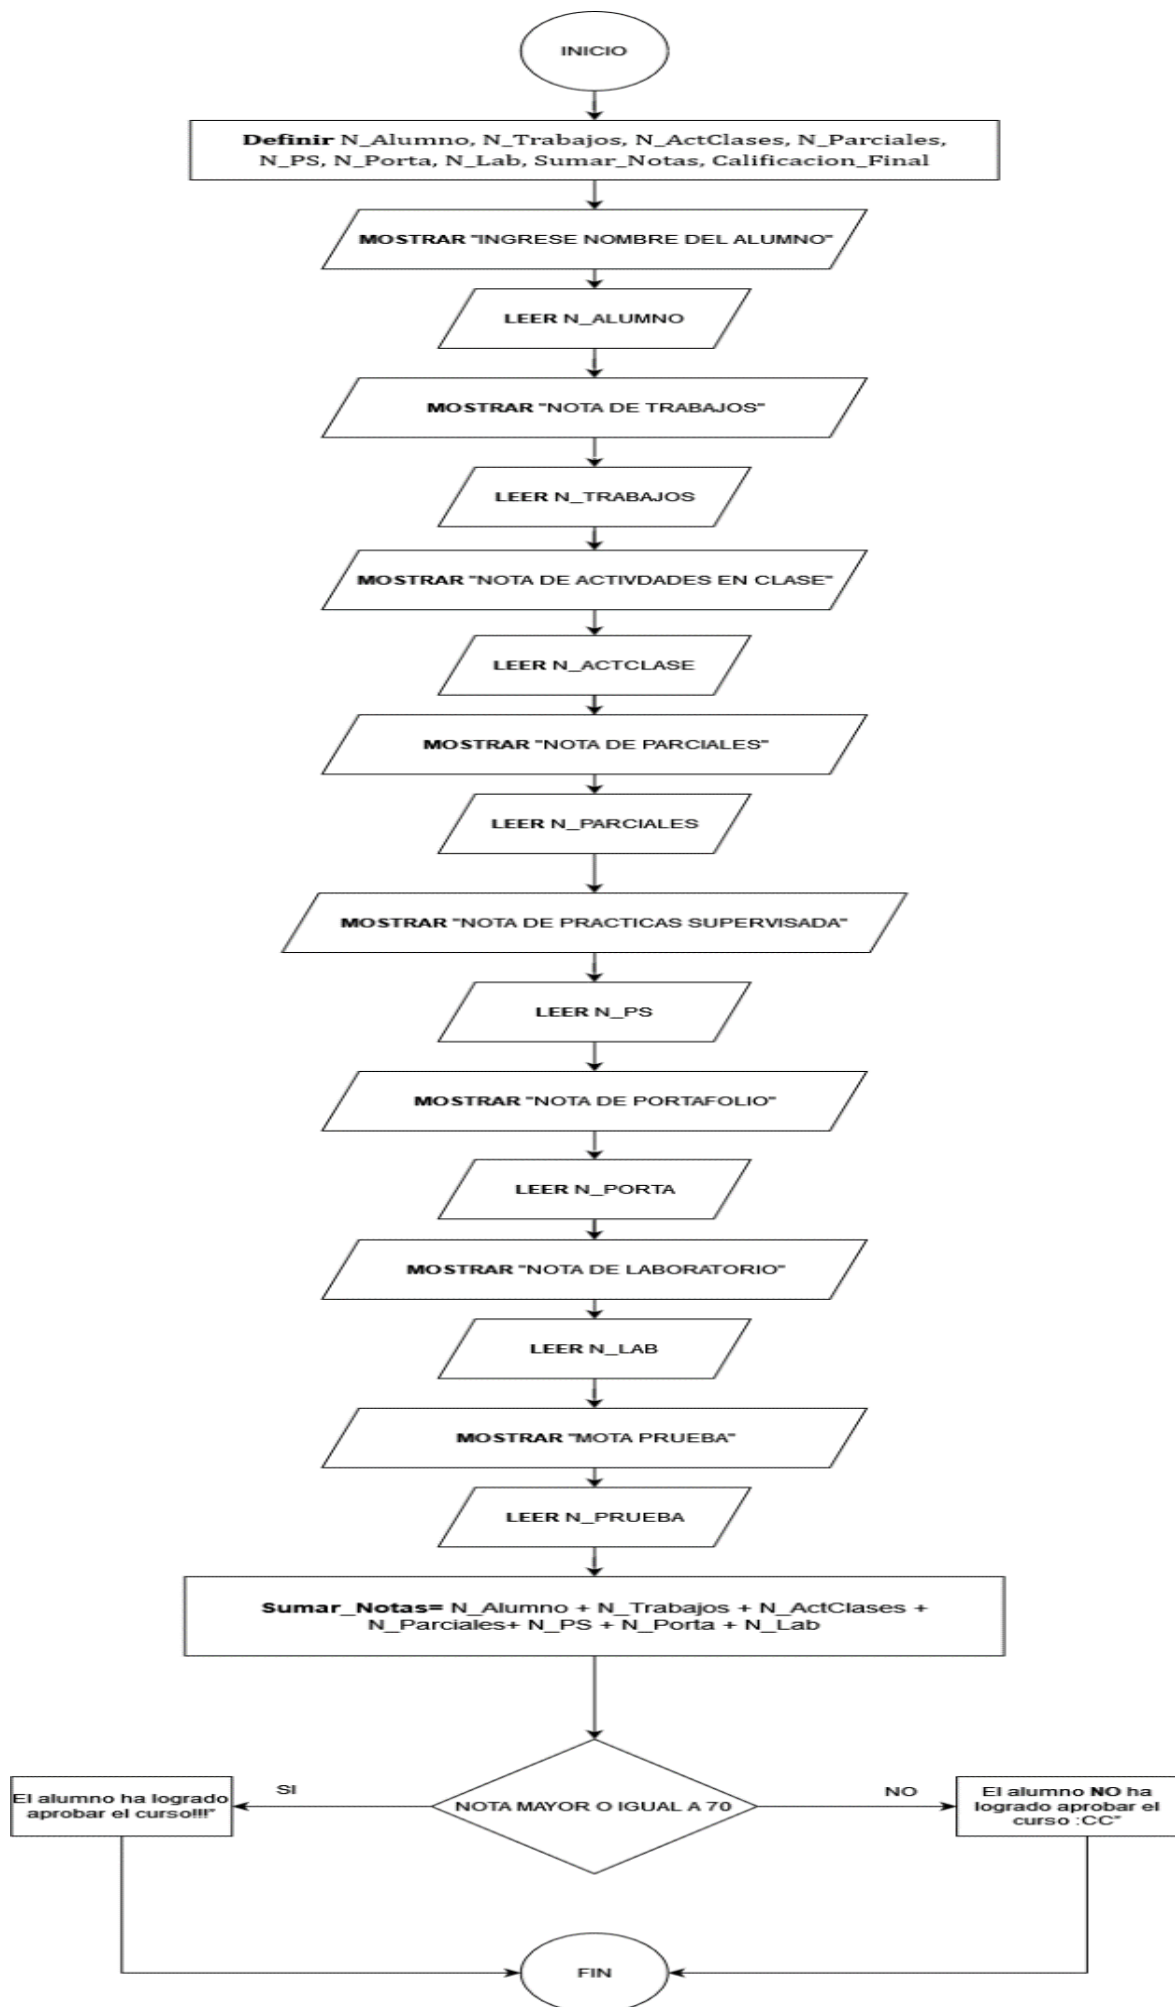 INICIO
Definir N_Alumno, N_Trabajos, N_ActClases, N_Parciales,
N_PS, N_Porta, N_Lab, Sumar_Notas, Calificacion_Final
MOSTRAR "INGRESE NOMBRE DEL ALUMNO"
LEER N_ALUMNO
MOSTRAR "NOTA DE TRABAJOS"
LEER N_TRABAJOS
MOSTRAR "NOTA DE ACTIVDADES EN CLASE"
LEER N_ACTCLASE
MOSTRAR "NOTA DE PARCIALES"
LEER N_PARCIALES
MOSTRAR "NOTA DE PRACTICAS SUPERVISADA"
LEER N_PS
MOSTRAR "NOTA DE PORTAFOLIO"
LEER N_PORTA
MOSTRAR "NOTA DE LABORATORIO"
LEER N_LAB
MOSTRAR "MOTA PRUEBA"
LEER N_PRUEBA
Sumar_Notas= N_Alumno + N_Trabajos + N_ActClases +
N_Parciales+ N_PS + N_Porta + N_Lab
NOTA MAYOR O IGUAL A 70
SI
El alumno ha logrado
aprobar el curso!!!"
NO
El alumno NO ha
logrado aprobar el
curso :CC"
FIN